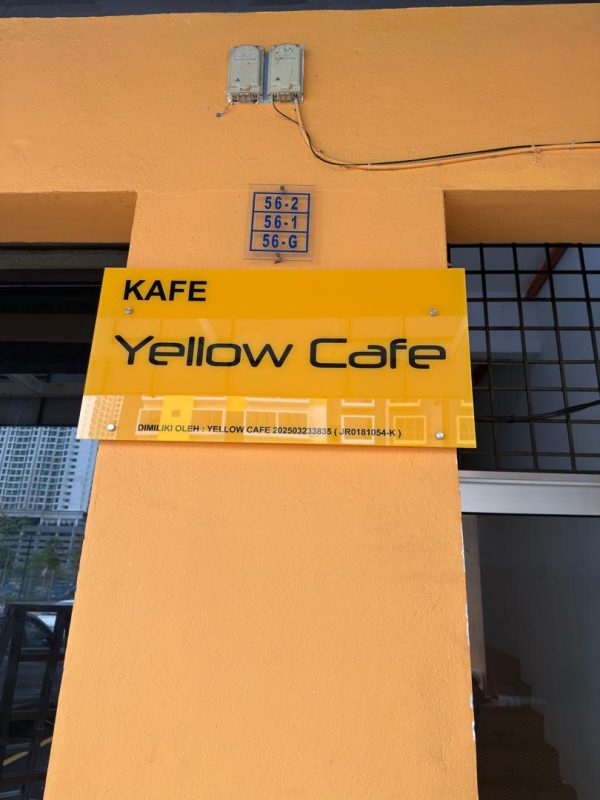 56-2
56-1
56-G
KAFE
Yellow Cafe
DIMILIKI OLEH : YELLOW CAFE 202503233835 ( JR0181054-K )